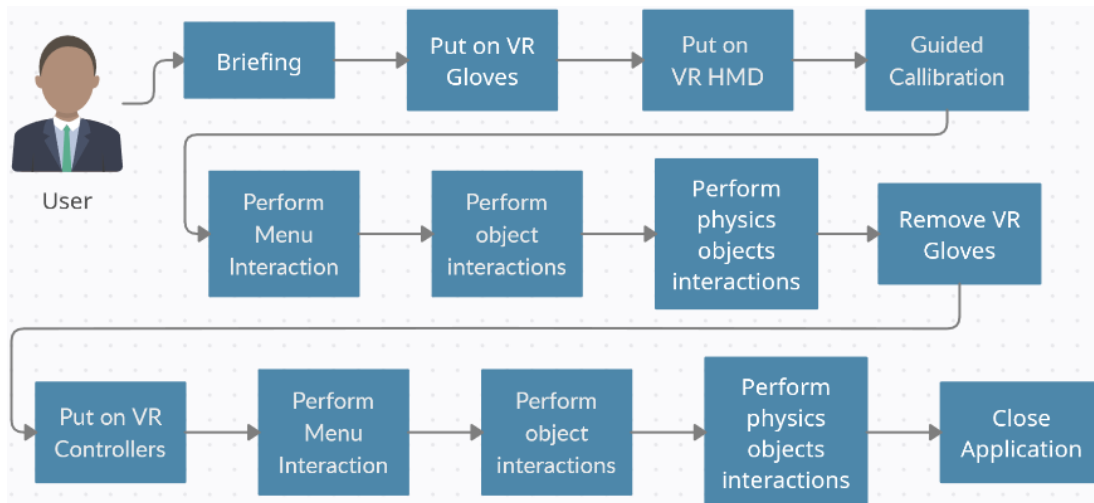 Briefing
Put on VR
Gloves
Put on
VR HMD
Guided
Callibration
User
Perform
Menu
Interaction
Perform
object
interactions
Perform
physics
objects
interactions
Remove VR
Gloves
Put on VR
Controllers
Perform
Menu
Interaction
Perform
object
interactions
Perform
physics
objects
interactions
Close
Application